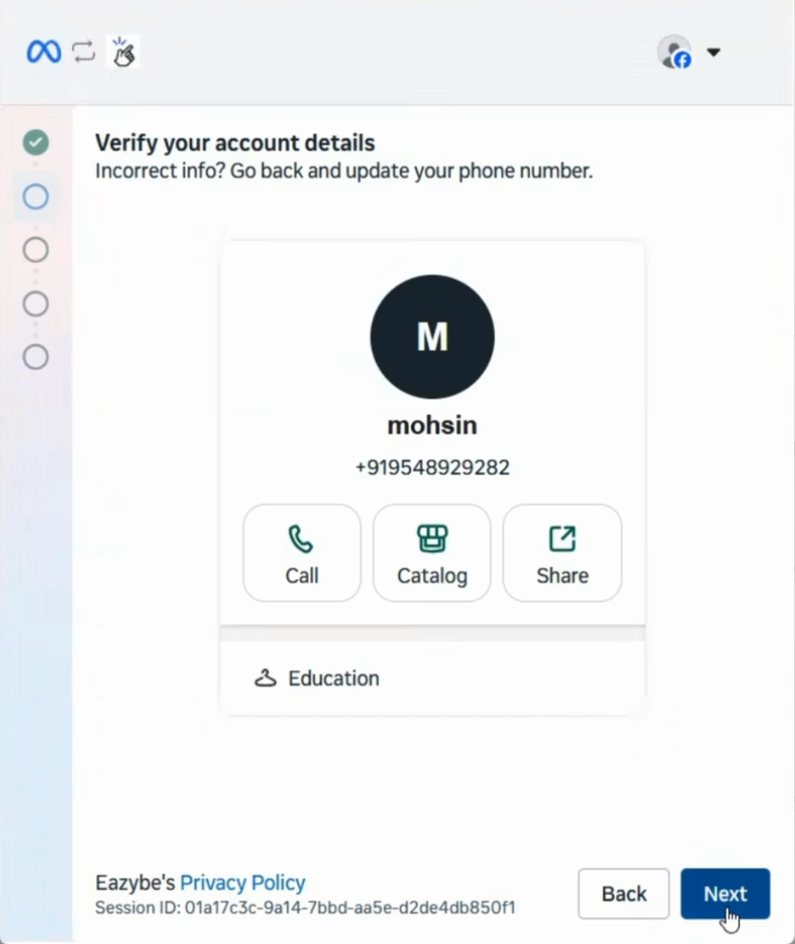 Verify your account details
Incorrect info? Go back and update your phone number.
M
mohsin
+919548929282
Call
Catalog
Share
Education
Eazybe's Privacy Policy
Session ID: 01a17c3c-9a14-7bbd-aa5e-d2de4db850f1
Back
Next